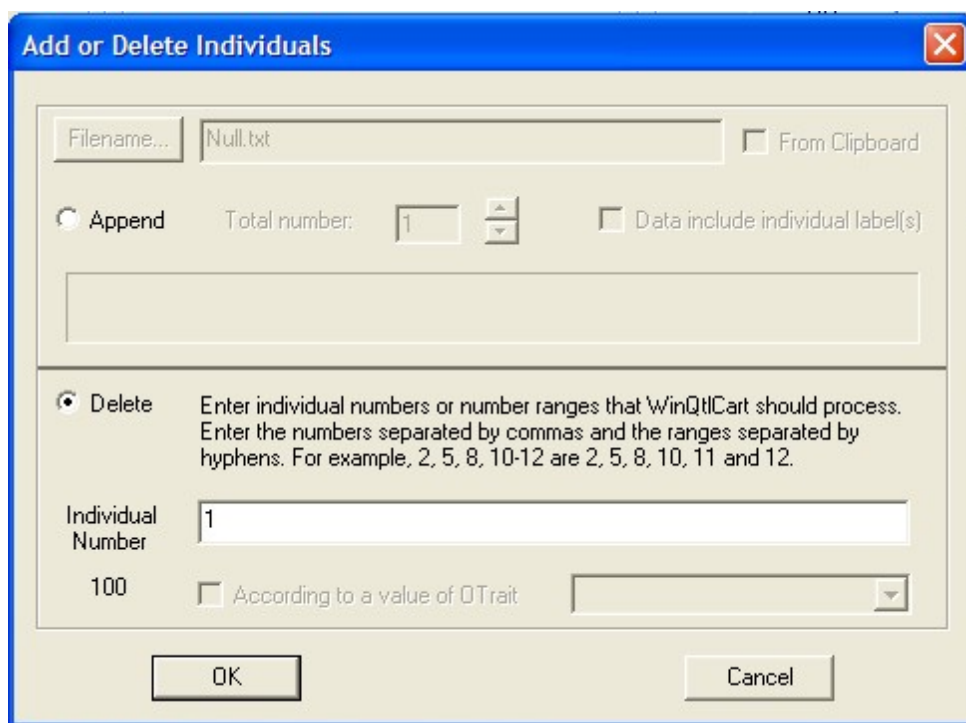 Add or Delete Individuals
Filename... Null.txt From Clipboard
Append Total number: 1 Data include individual label(s)
Delete Enter individual numbers or number ranges that WinQtlCart should process.
Enter the numbers separated by commas and the ranges separated by
hyphens. For example, 2, 5, 8, 10-12 are 2, 5, 8, 10, 11 and 12.
Individual
Number
1
100 According to a value of OTrait
OK Cancel